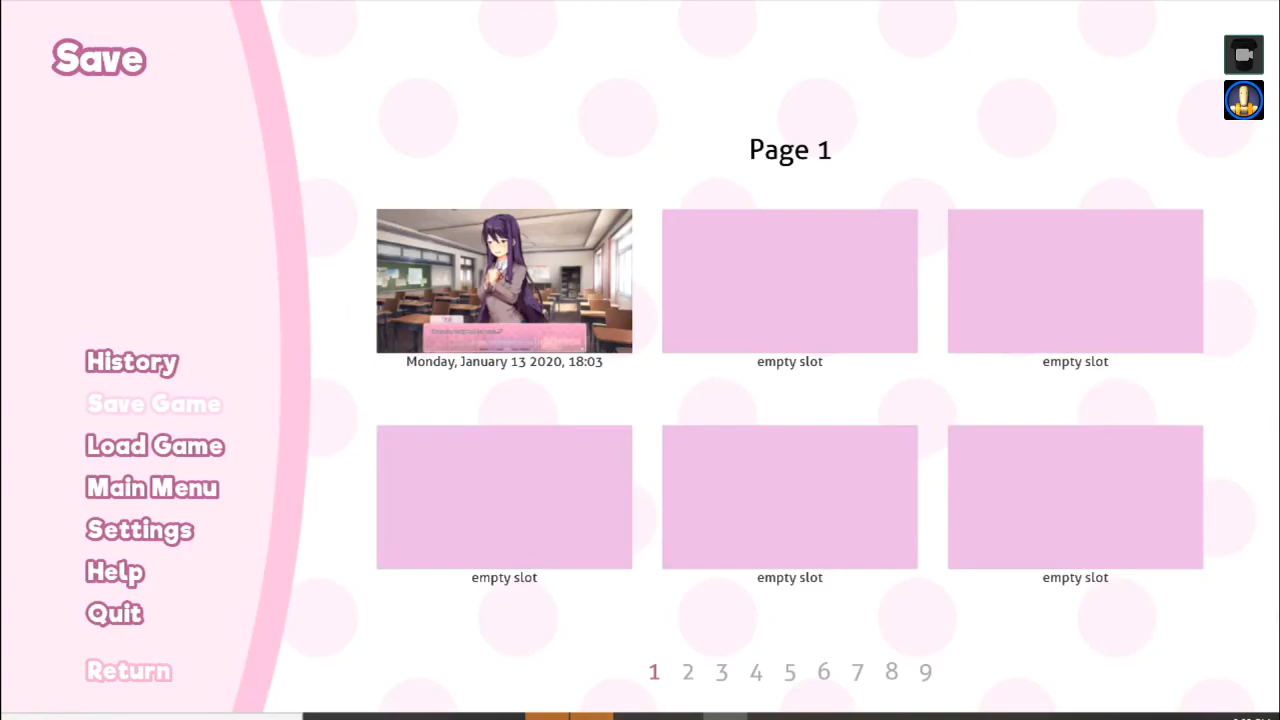 Save
Page 1
Monday, January 13 2020, 18:03
empty slot
empty slot
History
Save Game
Load Game
Main Menu
Settings
Help
Quit
Return
empty slot
empty slot
empty slot
1 2 3 4 5 6 7 8 9